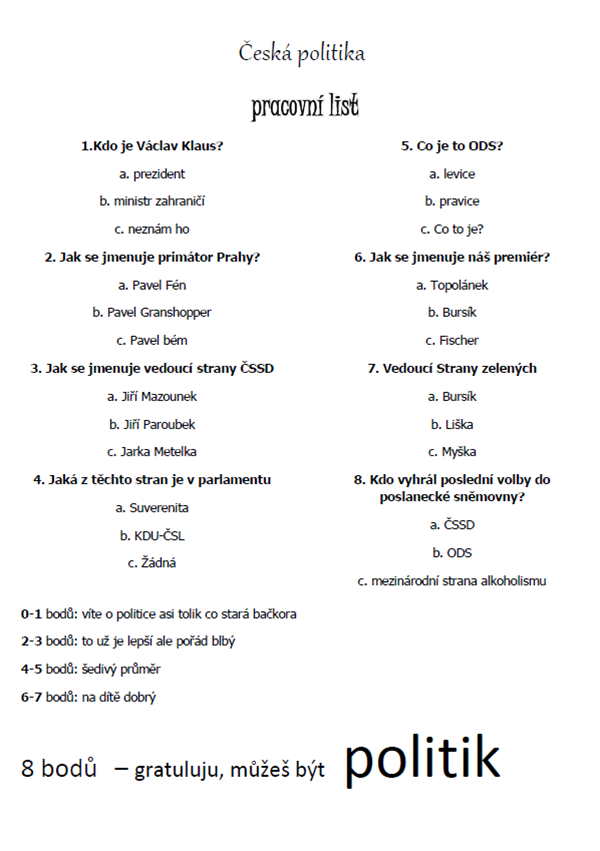 Česká politika
pracovní list
1.Kdo je Václav Klaus?
a. prezident
b. ministr zahraničí
c. neznám ho
2. Jak se jmenuje primátor Prahy?
a. Pavel Fén
b. Pavel Granshopper
c. Pavel bém
3. Jak se jmenuje vedoucí strany ČSSD
a. Jiří Mazounek
b. Jiří Paroubek
c. Jarka Metelka
4. Jaká z těchto stran je v parlamentu
a. Suverenita
b. KDU-ČSL
c. Žádná
5. Co je to ODS?
a. levice
b. pravice
c. Co to je?
6. Jak se jmenuje náš premiér?
a. Topolánek
b. Bursík
c. Fischer
7. Vedoucí Strany zelených
a. Bursík
b. Liška
c. Myška
8. Kdo vyhrál poslední volby do
poslanecké sněmovny?
a. ČSSD
b. ODS
c. mezinárodní strana alkoholismu
0-1 bodů: víte o politice asi tolik co stará bačkora
2-3 bodů: to už je lepší ale pořád blbý
4-5 bodů: šedivý průměr
6-7 bodů: na dítě dobrý
8 bodů – gratuluju, můžeš být politik